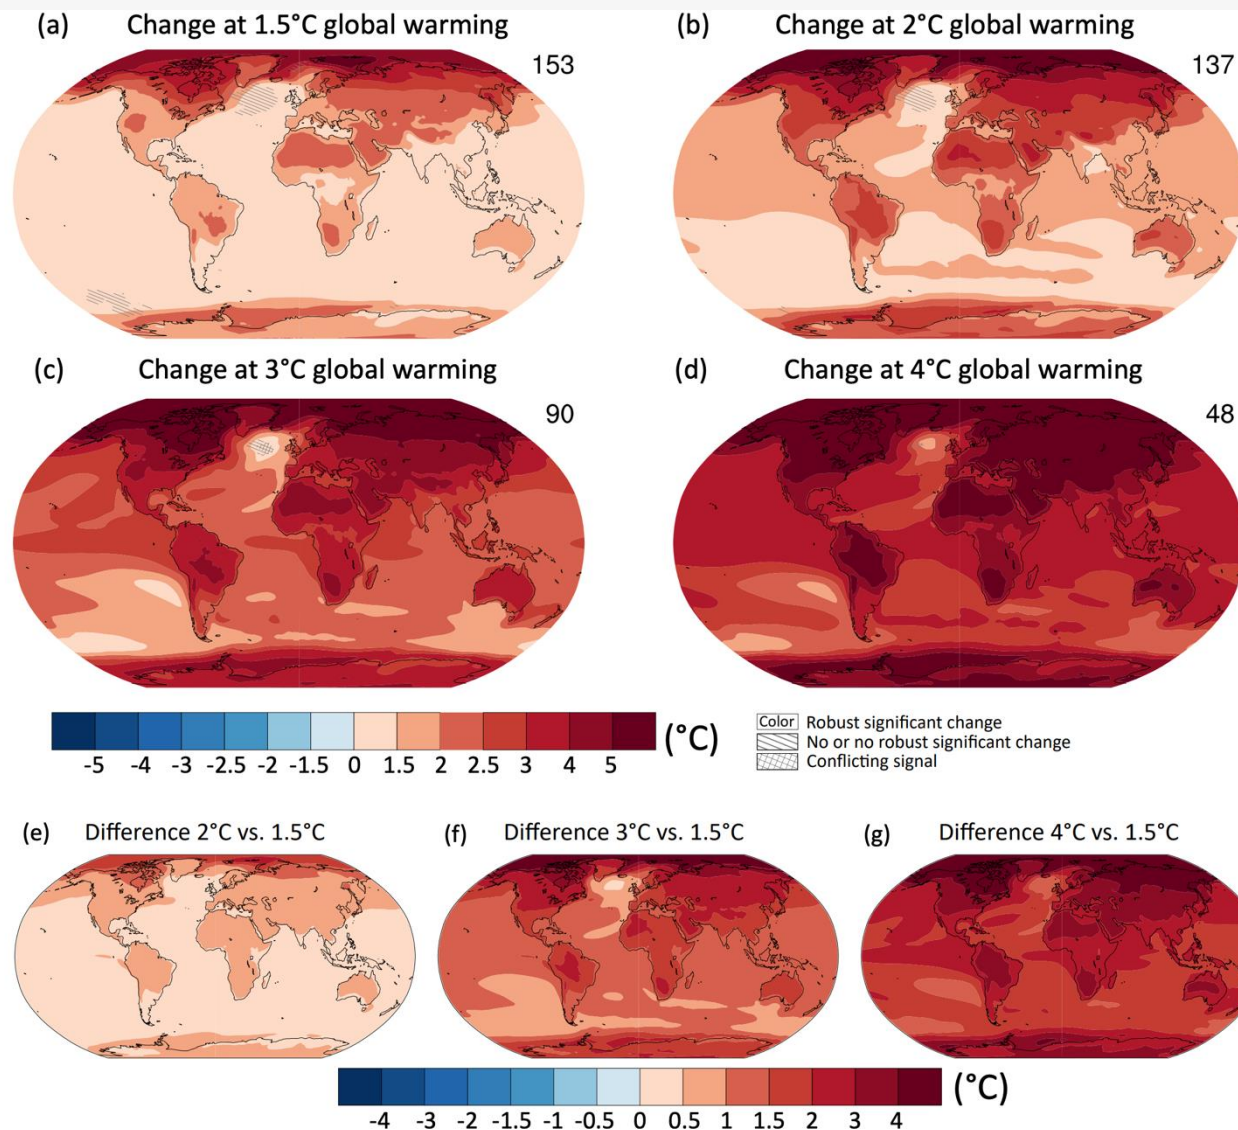 (a) Change at 1.5°C global warming
153
(b) Change at 2°C global warming
137
(c) Change at 3°C global warming
90
(d) Change at 4°C global warming
48
-5 -4 -3 -2.5 -2 -1.5 0 1.5 2 2.5 3 4 5 (°C)
Color Robust significant change
No or no robust significant change
Conflicting signal
(e) Difference 2°C vs. 1.5°C
(f) Difference 3°C vs. 1.5°C
(g) Difference 4°C vs. 1.5°C
-4 -3 -2 -1.5 -1 -0.5 0 0.5 1 1.5 2 3 4 (°C)